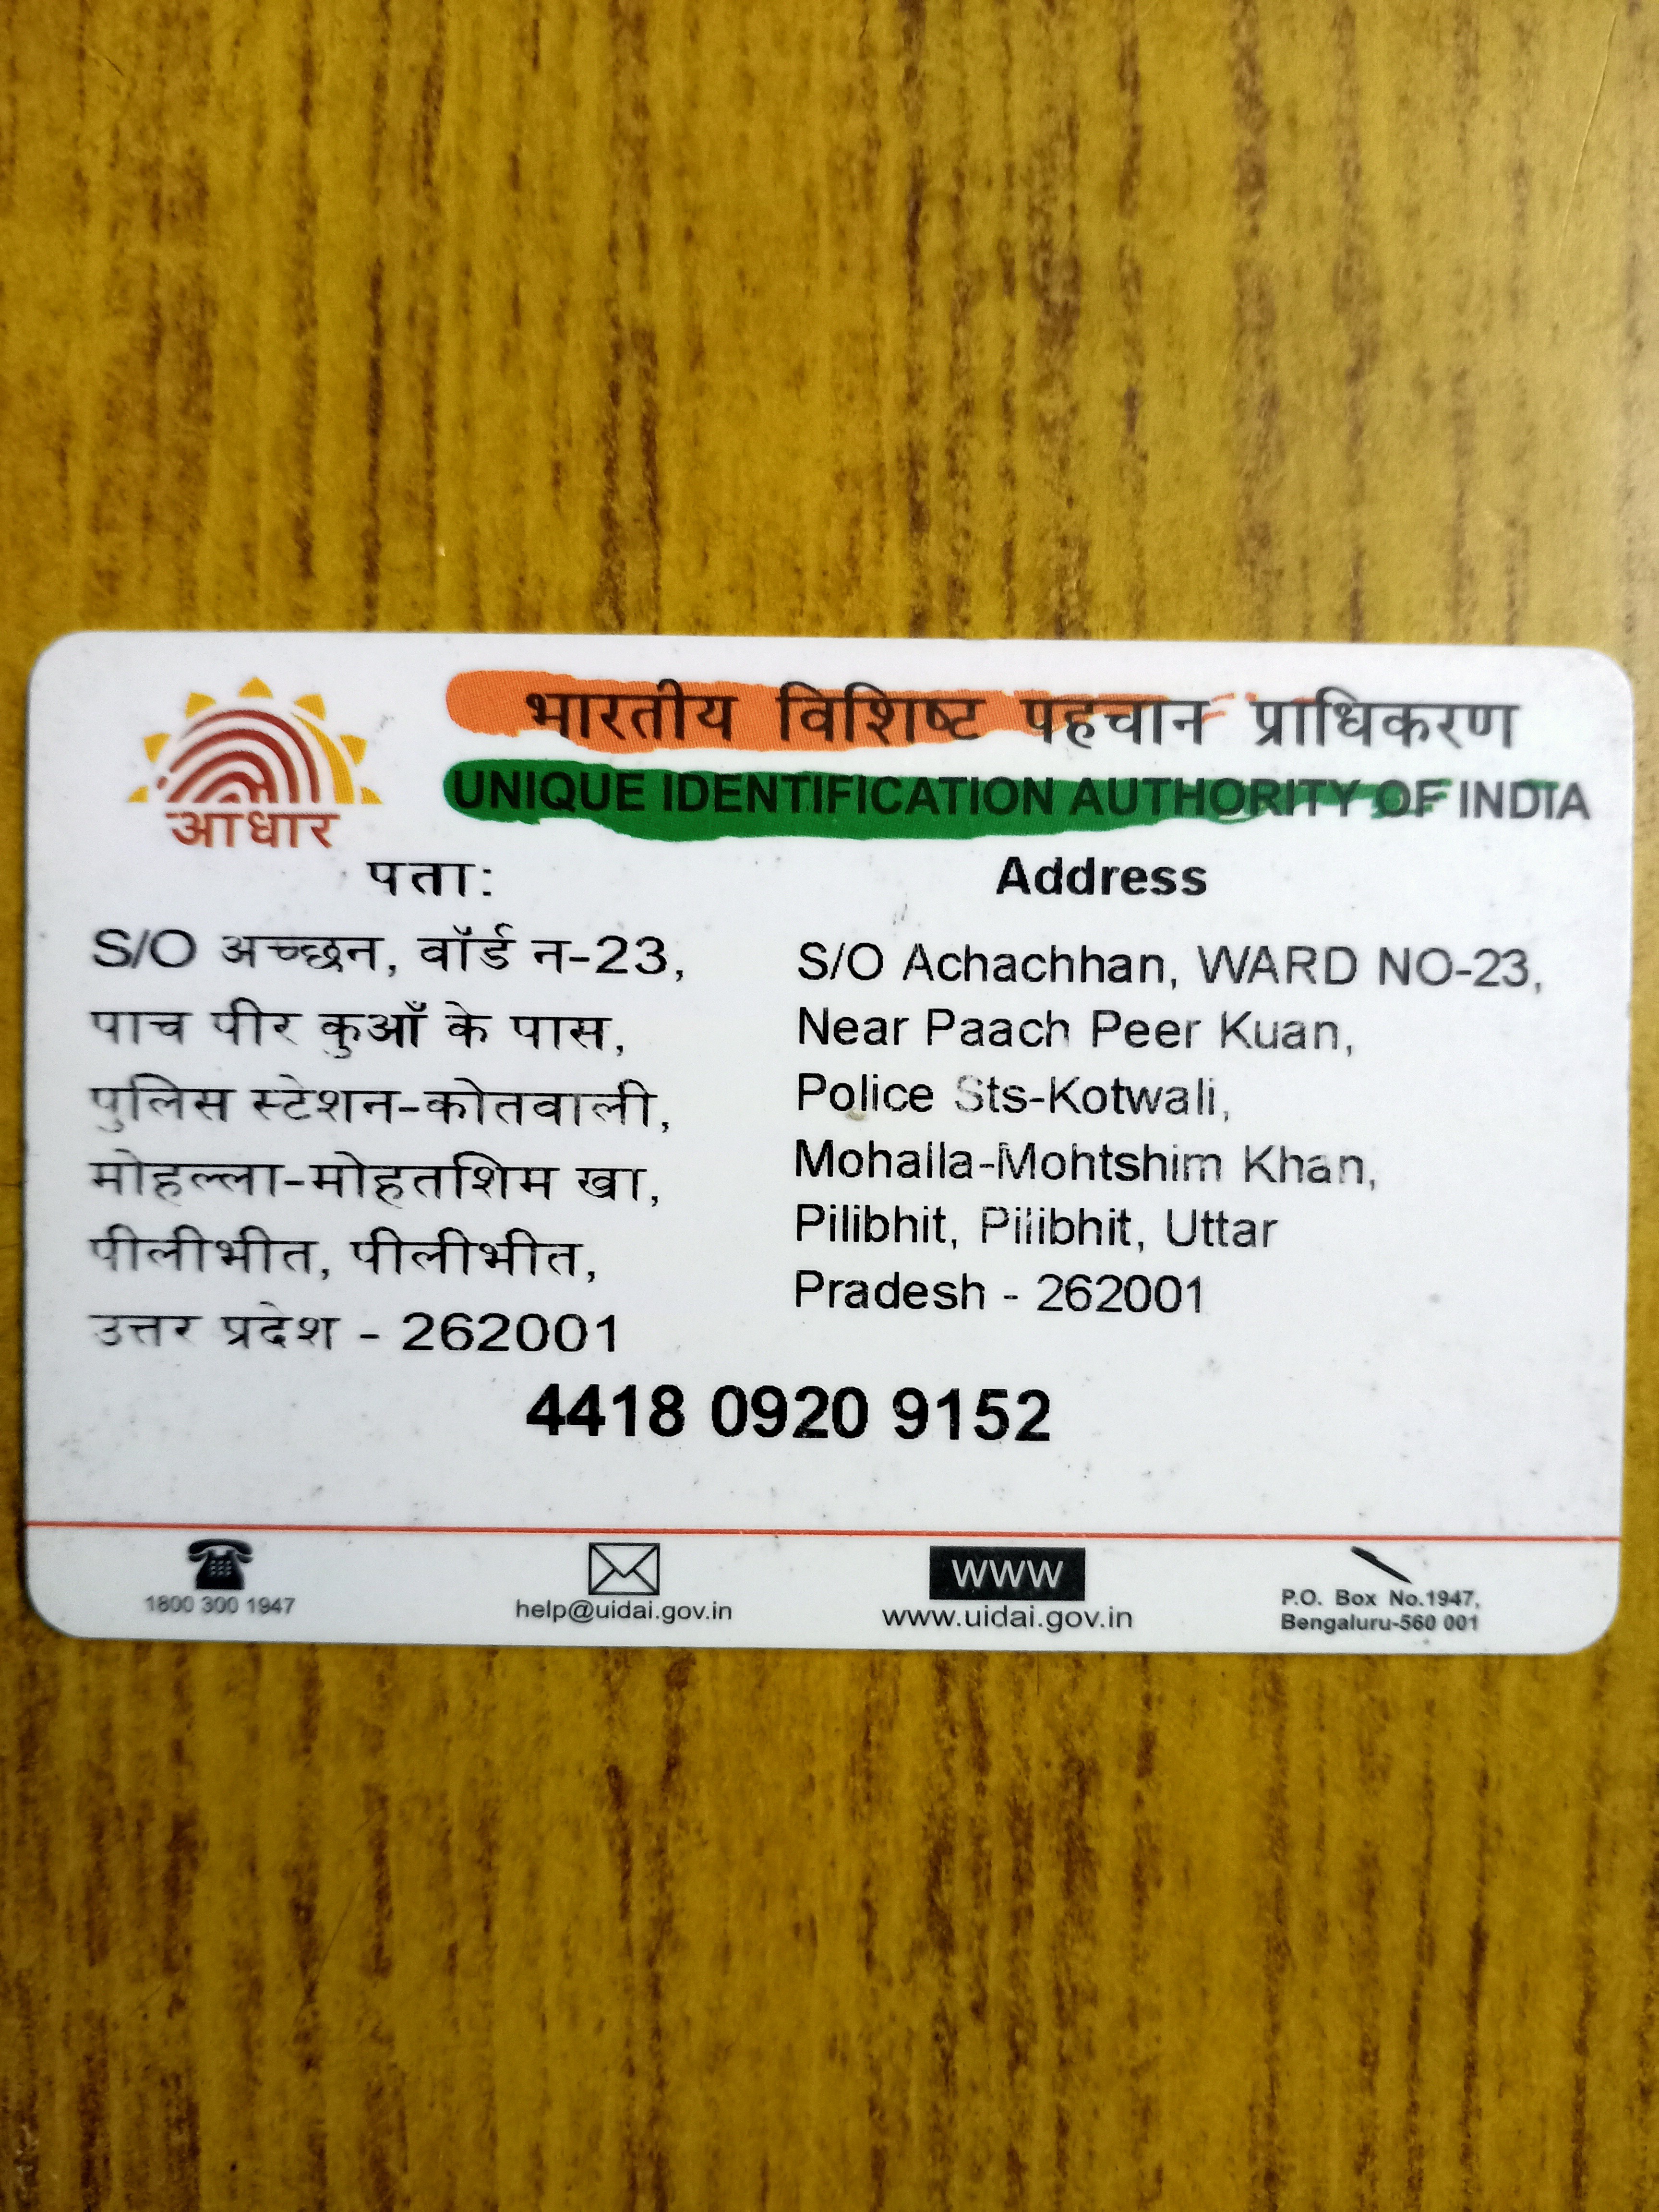 आधार
भारतीय विशिष्ट पहचान प्राधिकरण
UNIQUE IDENTIFICATION AUTHORITY OF INDIA
पता:
S/O अच्छन, वॉर्ड न-23,
पाच पीर कुआँ के पास,
पुलिस स्टेशन-कोतवाली,
मोहल्ला-मोहतशिम खा,
पीलीभीत, पीलीभीत,
उत्तर प्रदेश - 262001
Address
S/O Achachhan, WARD NO-23,
Near Paach Peer Kuan,
Police Sts-Kotwali,
Mohalla-Mohtshim Khan,
Pilibhit, Pilibhit, Uttar
Pradesh - 262001
4418 0920 9152
1800 300 1947
help@uidai.gov.in
WWW
www.uidai.gov.in
P.O. Box No.1947,
Bengaluru-560 001